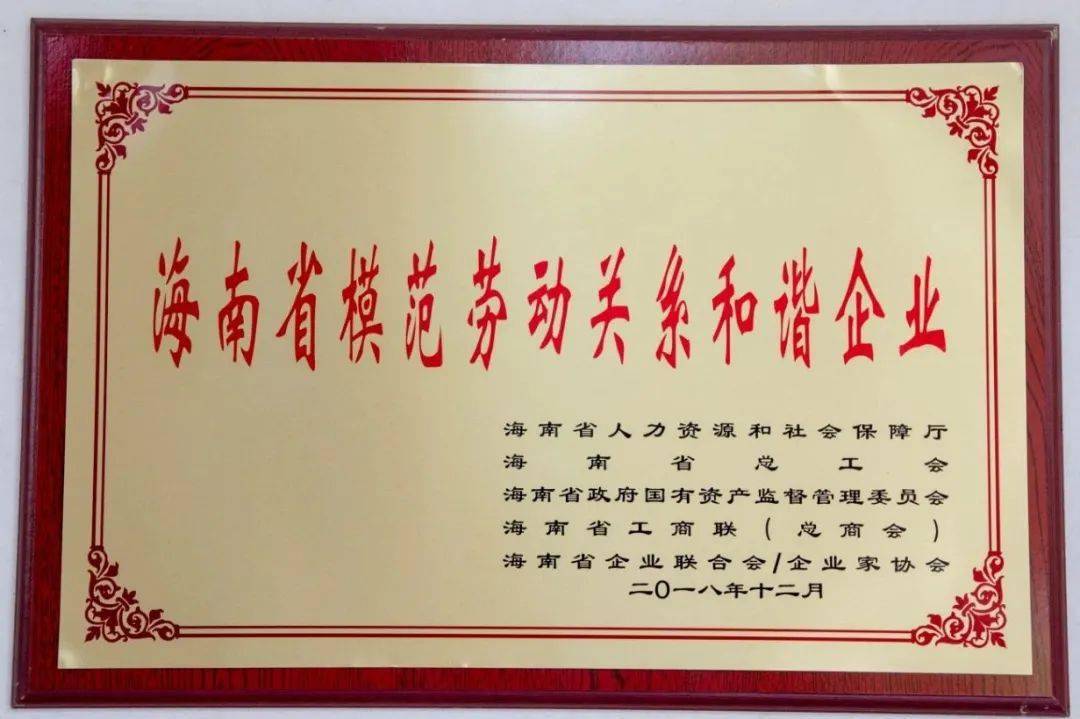 海南省模范劳动关系和谐企业
海南省人力资源和社会保障厅
海南省总工会
海南省政府国有资产监督管理委员会
海南省工商联(总商会)
海南省企业联合会/企业家协会
二0一八年十二月